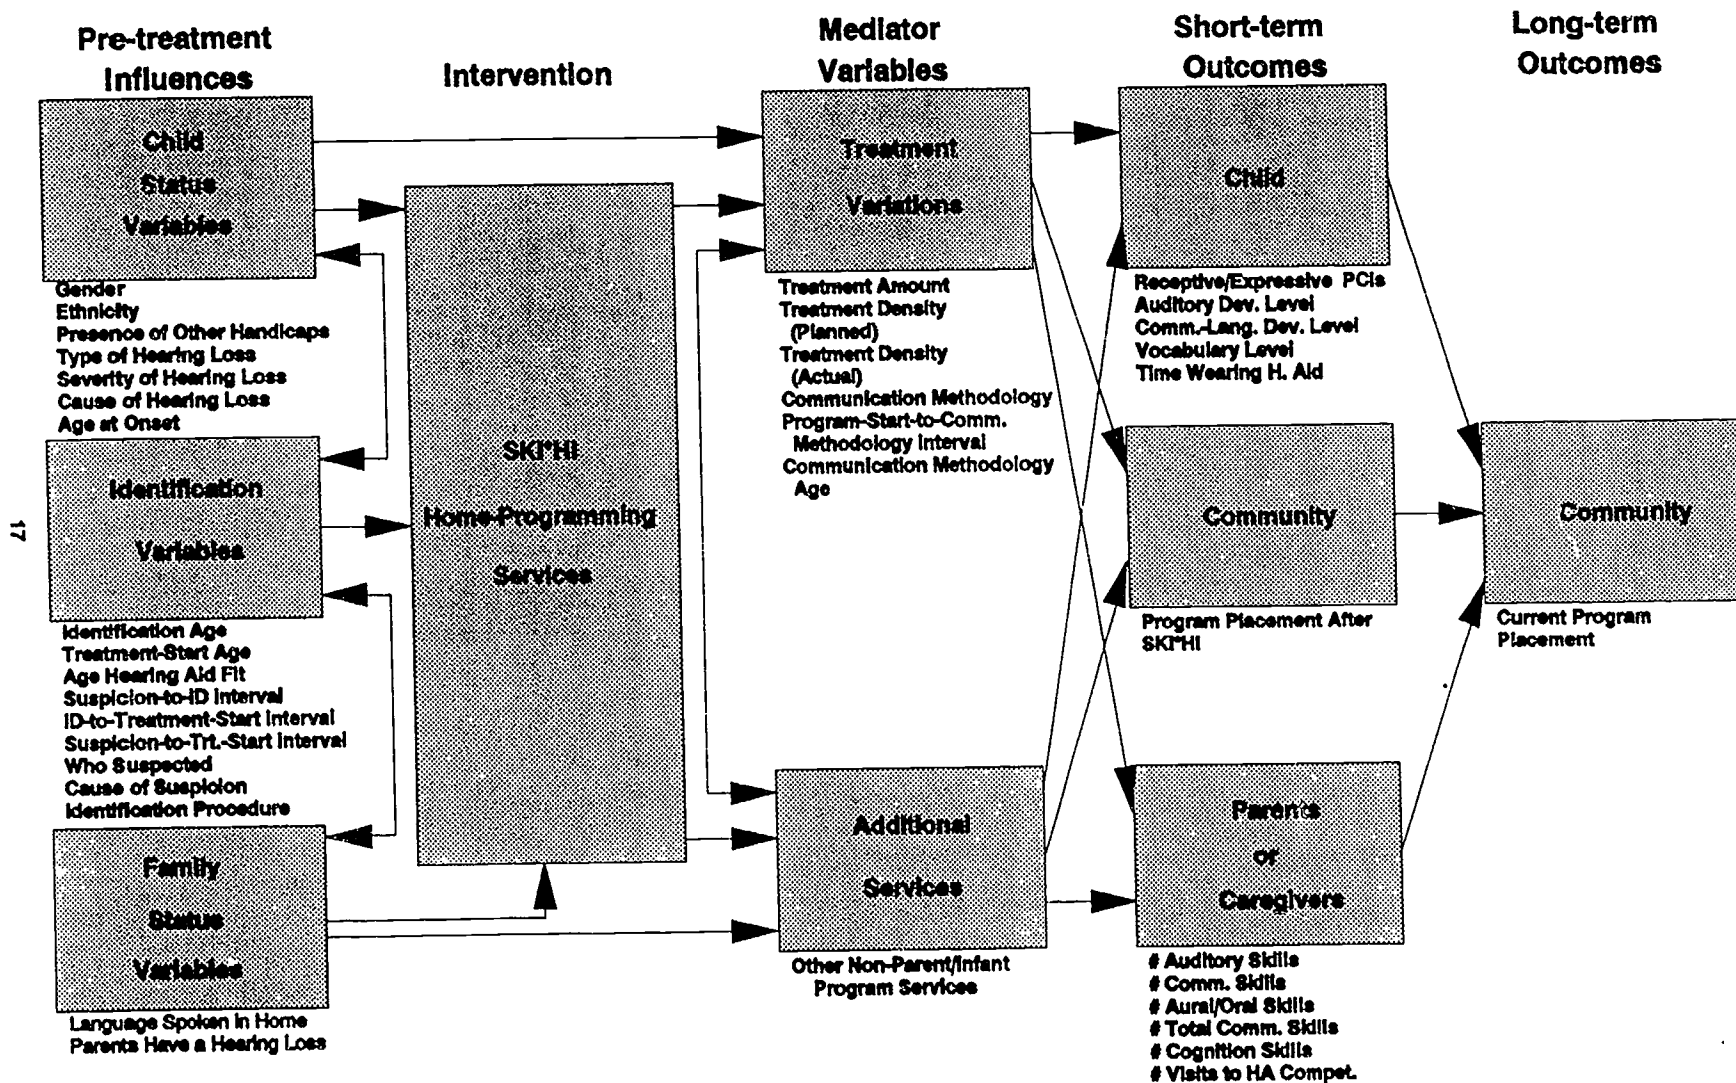 Pre-treatment
Influences
Intervention
Mediator
Variables
Short-term
Outcomes
Long-term
Outcomes
Child
Status
Variables
Gender
Ethnicity
Presence of Other Handicaps
Type of Hearing Loss
Severity of Hearing Loss
Cause of Hearing Loss
Age at Onset
Identification
Variables
Identification Age
Treatment-Start Age
Age Hearing Aid Fit
Suspicion-to-ID Interval
ID-to-Treatment-Start Interval
Suspicion-to-Trt.-Start Interval
Who Suspected
Cause of Suspicion
Identification Procedure
Family
Status
Variables
Language Spoken in Home
Parents Have a Hearing Loss
SKI*HI
Home-Programming
Services
Treatment
Variations
Treatment Amount
Treatment Density
(Planned)
Treatment Density
(Actual)
Communication Methodology
Program-Start-to-Comm.
Methodology Interval
Communication Methodology
Age
Additional
Services
Other Non-Parent/Infant
Program Services
Child
Receptive/Expressive PCIs
Auditory Dev. Level
Comm.-Lang. Dev. Level
Vocabulary Level
Time Wearing H. Aid
Community
Program Placement After
SKI*HI
Parents
or
Caregivers
# Auditory Skills
# Comm. Skills
# Aural/Oral Skills
# Total Comm. Skills
# Cognition Skills
# Visits to HA Compet.
Community
Current Program
Placement
17